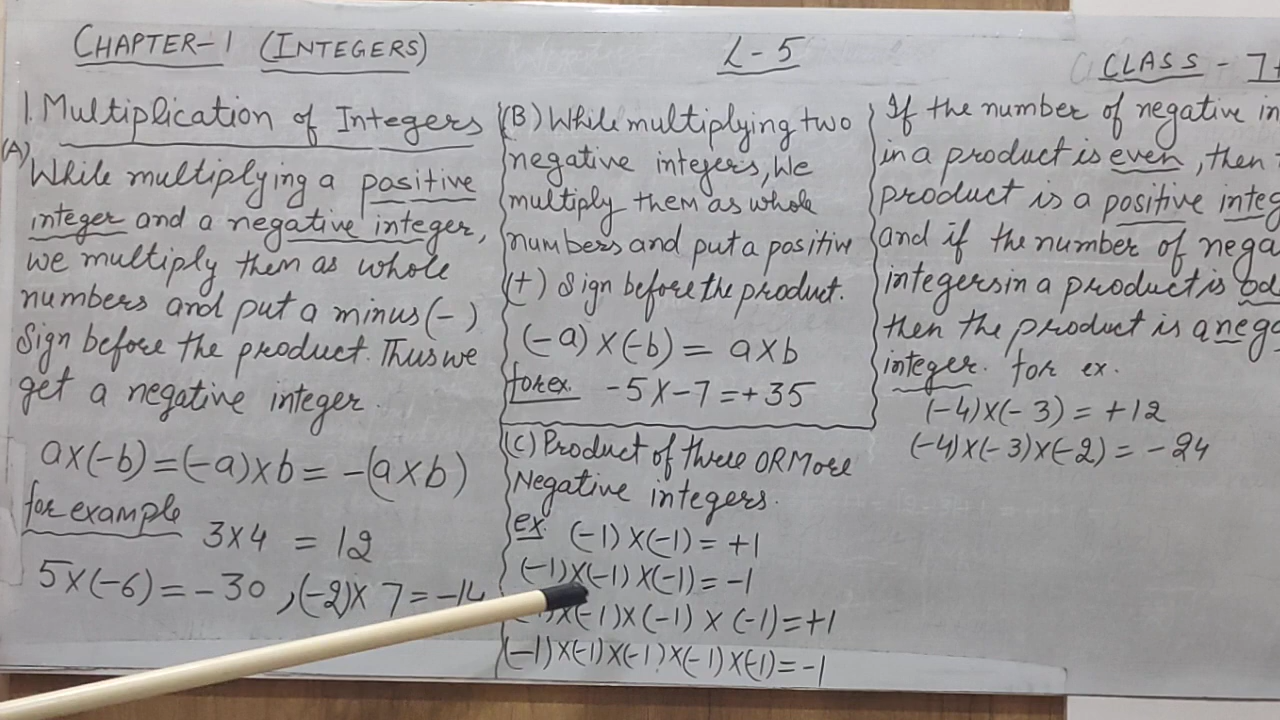 CHAPTER-1 (INTEGERS)
L-5
CLASS - 7
1. Multiplication of Integers
(A)
While multiplying a positive
integer and a negative integer,
we multiply them as whole
numbers and put a minus (-)
Sign before the product. Thus we
get a negative integer.
a×(-b)=(-a)×b= -(a×b)
for example
3×4 = 12
5×(-6)= -30, (-2)× 7 = -14
(B) While multiplying two
negative integers, We
multiply them as whole
numbers and put a positive
(+) Sign before the product.
(-a)×(-b)= a×b
for ex. -5×-7=+35
(C) Product of three OR More
Negative integers.
ex: (-1)×(-1)= +1
(-1)×(-1)×(-1)= -1
×(-1)×(-1)×(-1)=+1
(-1)×(-1)×(-1)×(-1)×(-1)=-1
If the number of negative in
in a product is even, then
product is a positive integ
and if the number of nega
integers in a product is od
then the product is a nega
integer. for ex.
(-4)×(-3)= +12
(-4)×(-3)×(-2)= -24